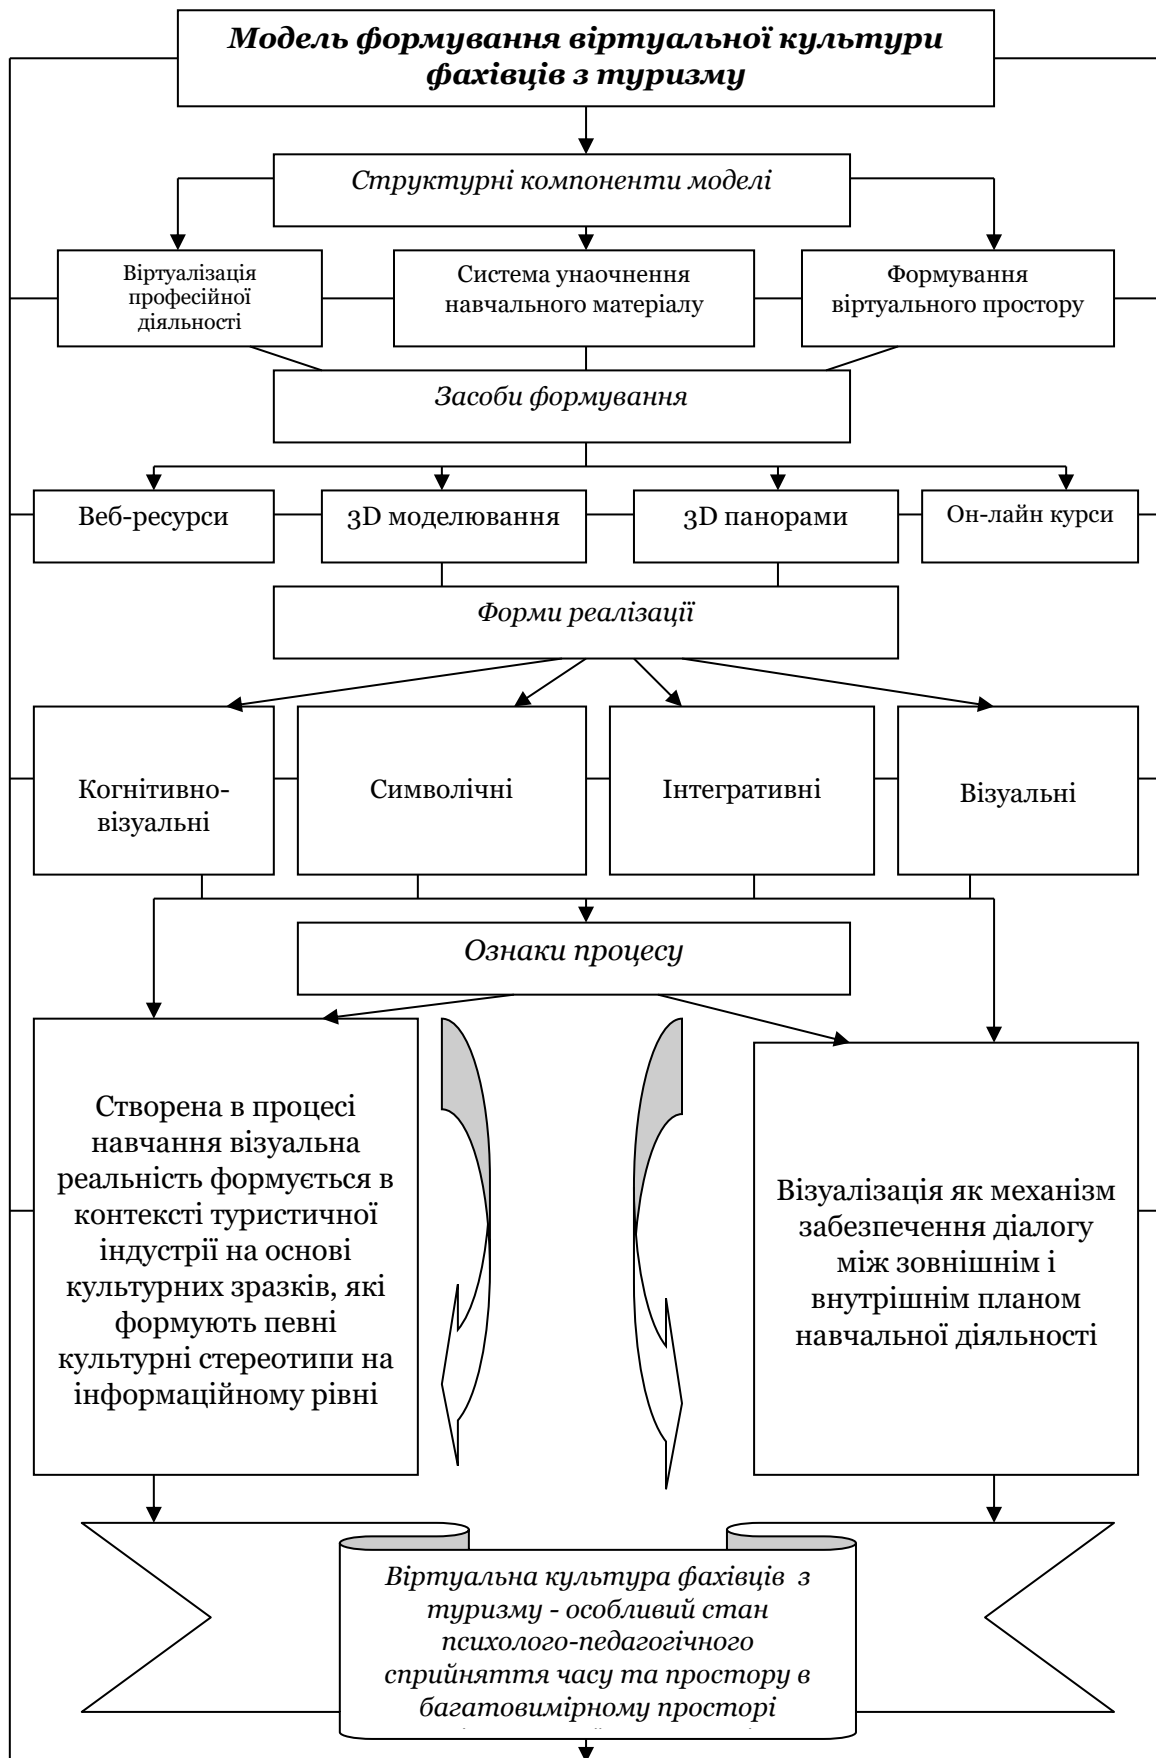 Модель формування віртуальної культури
фахівців з туризму
Структурні компоненти моделі
Віртуалізація
професійної
діяльності
Система унаочнення
навчального матеріалу
Формування
віртуального простору
Засоби формування
Веб-ресурси
3D моделювання
3D панорами
Он-лайн курси
Форми реалізації
Когнітивно-
візуальні
Символічні
Інтегративні
Візуальні
Ознаки процесу
Створена в процесі
навчання візуальна
реальність формується в
контексті туристичної
індустрії на основі
культурних зразків, які
формують певні
культурні стереотипи на
інформаційному рівні
Візуалізація як механізм
забезпечення діалогу
між зовнішнім і
внутрішнім планом
навчальної діяльності
Віртуальна культура фахівців з
туризму - особливий стан
психолого-педагогічного
сприйняття часу та простору в
багатовимірному просторі